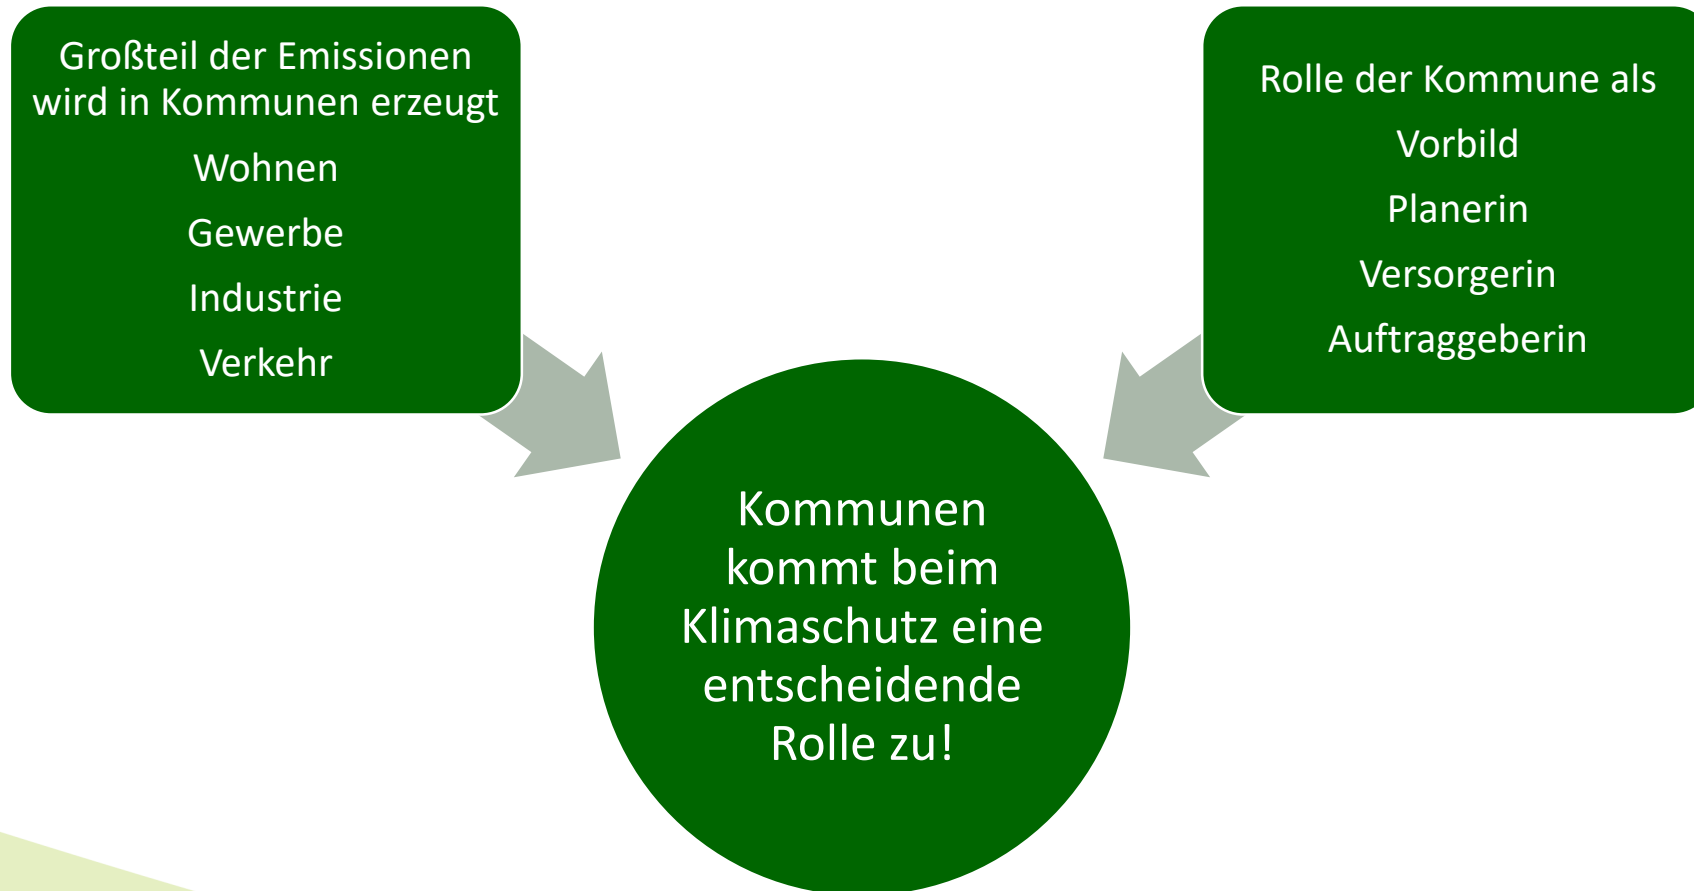 Großteil der Emissionen
wird in Kommunen erzeugt
Wohnen
Gewerbe
Industrie
Verkehr
Rolle der Kommune als
Vorbild
Planerin
Versorgerin
Auftraggeberin
Kommunen
kommt beim
Klimaschutz eine
entscheidende
Rolle zu!